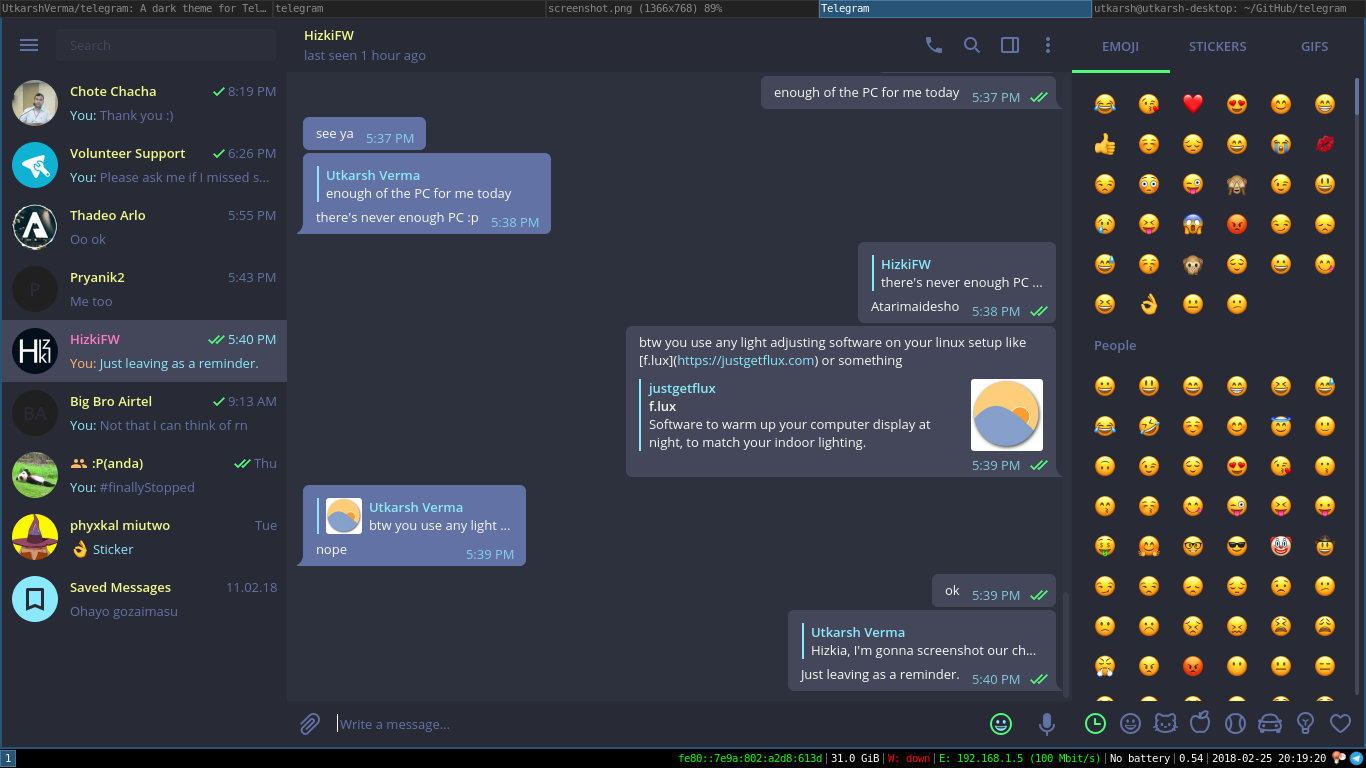 UtkarshVerma/telegram: A dark theme for Tel…
telegram
screenshot.png (1366x768) 89%
Telegram
utkarsh@utkarsh-desktop: ~/GitHub/telegram
Search
Chote Chacha
8:19 PM
You: Thank you :)
Volunteer Support
6:26 PM
You: Please ask me if I missed s...
Thadeo Arlo
5:55 PM
Oo ok
P
Pryanik2
5:43 PM
Me too
HizkiFW
5:40 PM
You: Just leaving as a reminder.
BA
Big Bro Airtel
9:13 AM
You: Not that I can think of rn
:P(anda)
Thu
You: #finallyStopped
phyxkal miutwo
Tue
Sticker
Saved Messages
11.02.18
Ohayo gozaimasu
HizkiFW
last seen 1 hour ago
enough of the PC for me today
5:37 PM
see ya
5:37 PM
Utkarsh Verma
enough of the PC for me today
there's never enough PC :p
5:38 PM
HizkiFW
there's never enough PC ...
Atarimaidesho
5:38 PM
btw you use any light adjusting software on your linux setup like
[f.lux](https://justgetflux.com) or something
justgetflux
f.lux
Software to warm up your computer display at
night, to match your indoor lighting.
5:39 PM
Utkarsh Verma
btw you use any light ...
nope
5:39 PM
ok
5:39 PM
Utkarsh Verma
Hizkia, I'm gonna screenshot our ch...
Just leaving as a reminder.
5:40 PM
Write a message...
EMOJI
STICKERS
GIFS
People
1
fe80::7e9a:802:a2d8:613d|31.0 GiB|W: down|E: 192.168.1.5 (100 Mbit/s)|No battery|0.54|2018-02-25 20:19:20